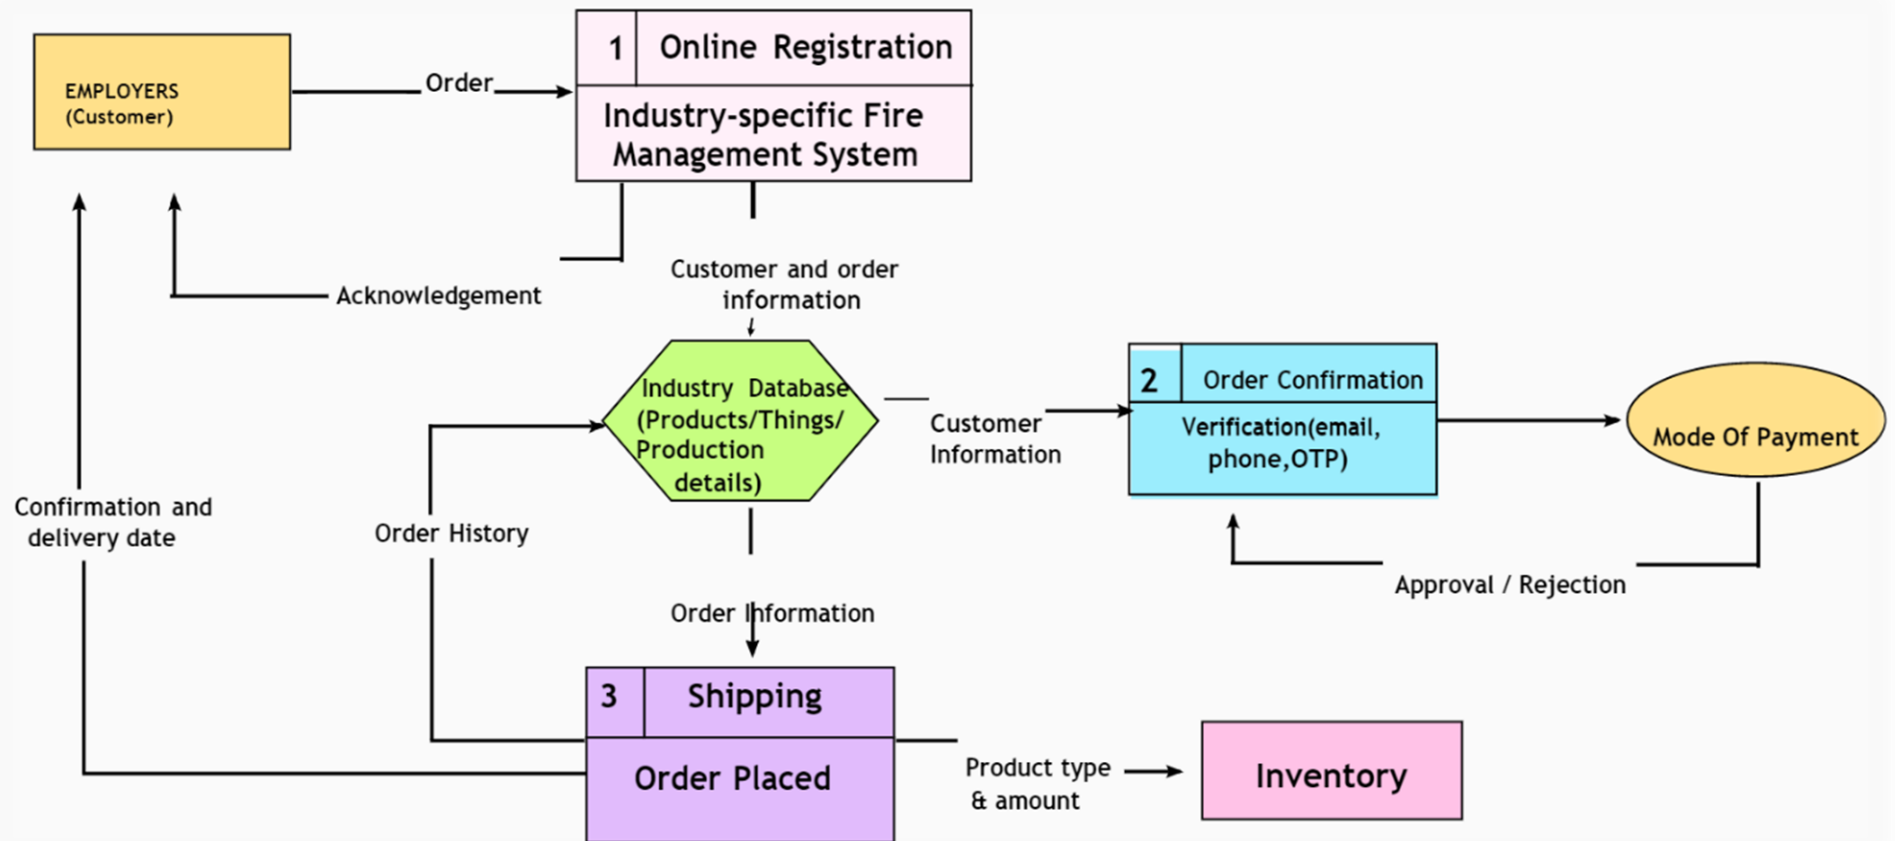 1 Online Registration
EMPLOYERS
(Customer)
Order
Industry-specific Fire
Management System
Customer and order
information
Acknowledgement
Industry Database
(Products/Things/
Production
details)
Customer
Information
2 Order Confirmation
Verification(email,
phone,OTP)
Mode Of Payment
Confirmation and
delivery date
Order History
Approval / Rejection
Order Information
3 Shipping
Order Placed
Product type
& amount
Inventory